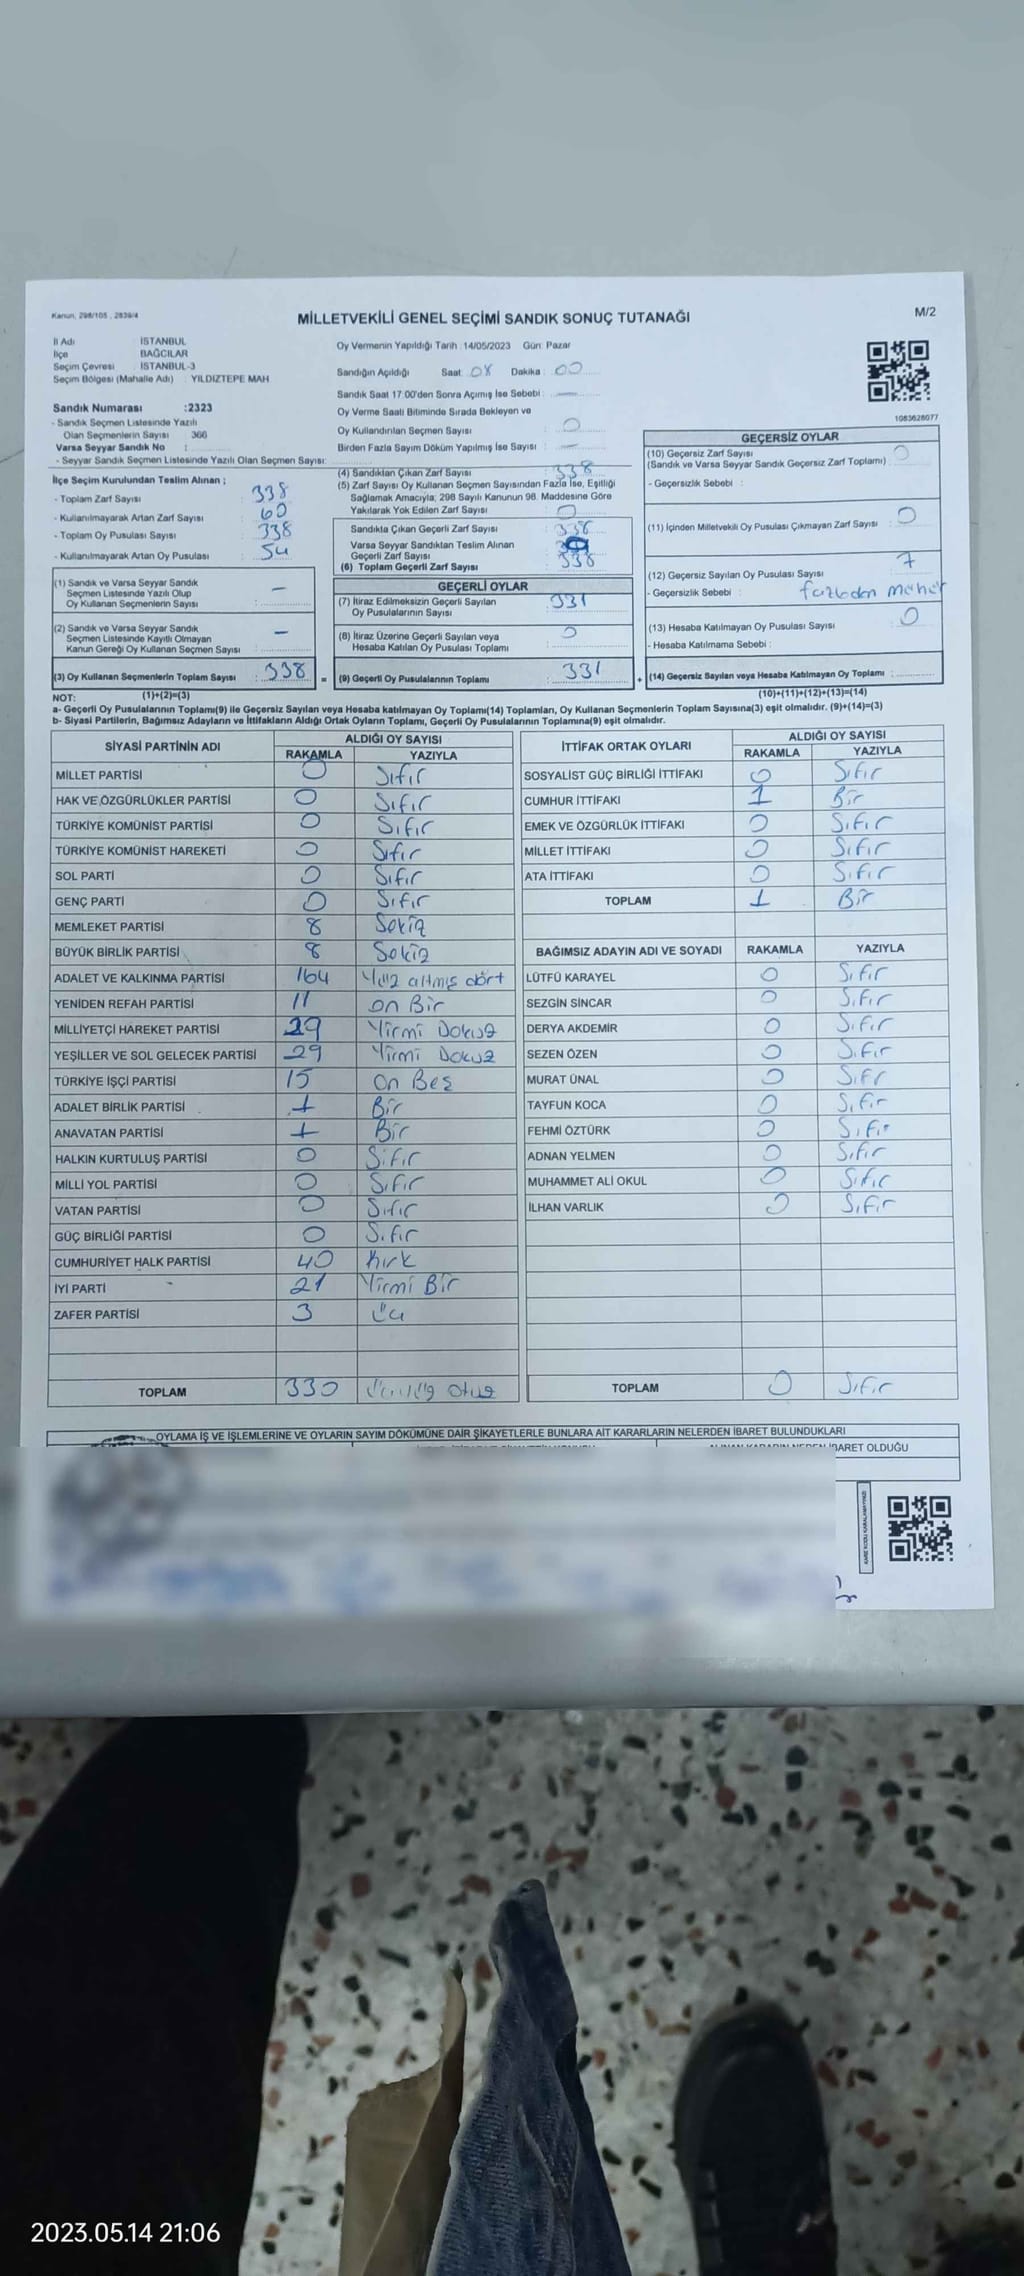 Kanun, 298/105 , 2839/4
MİLLETVEKİLİ GENEL SEÇİMİ SANDIK SONUÇ TUTANAĞI
M/2
İl Adı : İSTANBUL
İlçe : BAĞCILAR
Seçim Çevresi : İSTANBUL-3
Seçim Bölgesi (Mahalle Adı) : YILDIZTEPE MAH
Sandık Numarası :2323
- Sandık Seçmen Listesinde Yazılı
Olan Seçmenlerin Sayısı : 366
Varsa Seyyar Sandık No :
- Seyyar Sandık Seçmen Listesinde Yazılı Olan Seçmen Sayısı:
İlçe Seçim Kurulundan Teslim Alınan ;
- Toplam Zarf Sayısı : 338
- Kullanılmayarak Artan Zarf Sayısı : 60
- Toplam Oy Pusulası Sayısı : 338
- Kullanılmayarak Artan Oy Pusulası : 54
(1) Sandık ve Varsa Seyyar Sandık
Seçmen Listesinde Yazılı Olup
Oy Kullanan Seçmenlerin Sayısı : —
(2) Sandık ve Varsa Seyyar Sandık
Seçmen Listesinde Kayıtlı Olmayan
Kanun Gereği Oy Kullanan Seçmen Sayısı : —
(3) Oy Kullanan Seçmenlerin Toplam Sayısı : 338 =
Oy Vermenin Yapıldığı Tarih :14/05/2023 Gün: Pazar
Sandığın Açıldığı Saat: 08 Dakika : 00
Sandık Saat 17:00'den Sonra Açımış İse Sebebi : —
Oy Verme Saati Bitiminde Sırada Bekleyen ve
Oy Kullandırılan Seçmen Sayısı : 0
Birden Fazla Sayım Döküm Yapılmış İse Sayısı : —
(4) Sandıktan Çıkan Zarf Sayısı : 338
(5) Zarf Sayısı Oy Kullanan Seçmen Sayısından Fazla İse, Eşitliği
Sağlamak Amacıyla; 298 Sayılı Kanunun 98. Maddesine Göre
Yakılarak Yok Edilen Zarf Sayısı : 0
Sandıkta Çıkan Geçerli Zarf Sayısı : 338
Varsa Seyyar Sandıktan Teslim Alınan
Geçerli Zarf Sayısı
(6) Toplam Geçerli Zarf Sayısı : 338
GEÇERLİ OYLAR
(7) İtiraz Edilmeksizin Geçerli Sayılan
Oy Pusulalarının Sayısı : 331
(8) İtiraz Üzerine Geçerli Sayılan veya
Hesaba Katılan Oy Pusulası Toplamı : 0
(9) Geçerli Oy Pusulalarının Toplamı : 331 +
1083628077
GEÇERSİZ OYLAR
(10) Geçersiz Zarf Sayısı : 0
(Sandık ve Varsa Seyyar Sandık Geçersiz Zarf Toplamı)
- Geçersizlik Sebebi :
(11) İçinden Milletvekili Oy Pusulası Çıkmayan Zarf Sayısı : 0
(12) Geçersiz Sayılan Oy Pusulası Sayısı : 7
- Geçersizlik Sebebi : fazladan
(13) Hesaba Katılmayan Oy Pusulası Sayısı : 0
- Hesaba Katılmama Sebebi :
(14) Geçersiz Sayılan veya Hesaba Katılmayan Oy Toplamı :
NOT: (1)+(2)=(3) (10)+(11)+(12)+(13)=(14)
a- Geçerli Oy Pusulalarının Toplamı(9) ile Geçersiz Sayılan veya Hesaba katılmayan Oy Toplamı(14) Toplamları, Oy Kullanan Seçmenlerin Toplam Sayısına(3) eşit olmalıdır. (9)+(14)=(3)
b- Siyasi Partilerin, Bağımsız Adayların ve İttifakların Aldığı Ortak Oyların Toplamı, Geçerli Oy Pusulalarının Toplamına(9) eşit olmalıdır.
SİYASİ PARTİNİN ADI ALDIĞI OY SAYISI
RAKAMLA YAZIYLA
MİLLET PARTİSİ 0 Sıfır
HAK VE ÖZGÜRLÜKLER PARTİSİ 0 Sıfır
TÜRKİYE KOMÜNİST PARTİSİ 0 Sıfır
TÜRKİYE KOMÜNİST HAREKETİ 0 Sıfır
SOL PARTİ 0 Sıfır
GENÇ PARTİ 0 Sıfır
MEMLEKET PARTİSİ 8 Sekiz
BÜYÜK BİRLİK PARTİSİ 8 Sekiz
ADALET VE KALKINMA PARTİSİ 164 Yüz altmış dört
YENİDEN REFAH PARTİSİ 11 on Bir
MİLLİYETÇİ HAREKET PARTİSİ 29 Yirmi Dokuz
YEŞİLLER VE SOL GELECEK PARTİSİ 29 Yirmi Dokuz
TÜRKİYE İŞÇİ PARTİSİ 15 On Beş
ADALET BİRLİK PARTİSİ 1 Bir
ANAVATAN PARTİSİ 1 Bir
HALKIN KURTULUŞ PARTİSİ 0 Sıfır
MİLLİ YOL PARTİSİ 0 Sıfır
VATAN PARTİSİ 0 Sıfır
GÜÇ BİRLİĞİ PARTİSİ 0 Sıfır
CUMHURİYET HALK PARTİSİ 40 Kırk
İYİ PARTİ 21 Yirmi Bir
ZAFER PARTİSİ 3 Üç
TOPLAM 330 Üçyüz Otuz
İTTİFAK ORTAK OYLARI ALDIĞI OY SAYISI
RAKAMLA YAZIYLA
SOSYALİST GÜÇ BİRLİĞİ İTTİFAKI 0 Sıfır
CUMHUR İTTİFAKI 1 Bir
EMEK VE ÖZGÜRLÜK İTTİFAKI 0 Sıfır
MİLLET İTTİFAKI 0 Sıfır
ATA İTTİFAKI 0 Sıfır
TOPLAM 1 Bir
BAĞIMSIZ ADAYIN ADI VE SOYADI RAKAMLA YAZIYLA
LÜTFÜ KARAYEL 0 Sıfır
SEZGİN SİNCAR 0 Sıfır
DERYA AKDEMİR 0 Sıfır
SEZEN ÖZEN 0 Sıfır
MURAT ÜNAL 0 Sıfır
TAYFUN KOCA 0 Sıfır
FEHMİ ÖZTÜRK 0 Sıfır
ADNAN YELMEN 0 Sıfır
MUHAMMET ALİ OKUL 0 Sıfır
İLHAN VARLIK 0 Sıfır
TOPLAM 0 Sıfır
OYLAMA İŞ VE İŞLEMLERİNE VE OYLARIN SAYIM DÖKÜMÜNE DAİR ŞİKAYETLERLE BUNLARA AİT KARARLARIN NELERDEN İBARET BULUNDUKLARI
İBARET OLDUĞU
KARE KODU KARALAMAYINIZ
2023.05.14 21:06